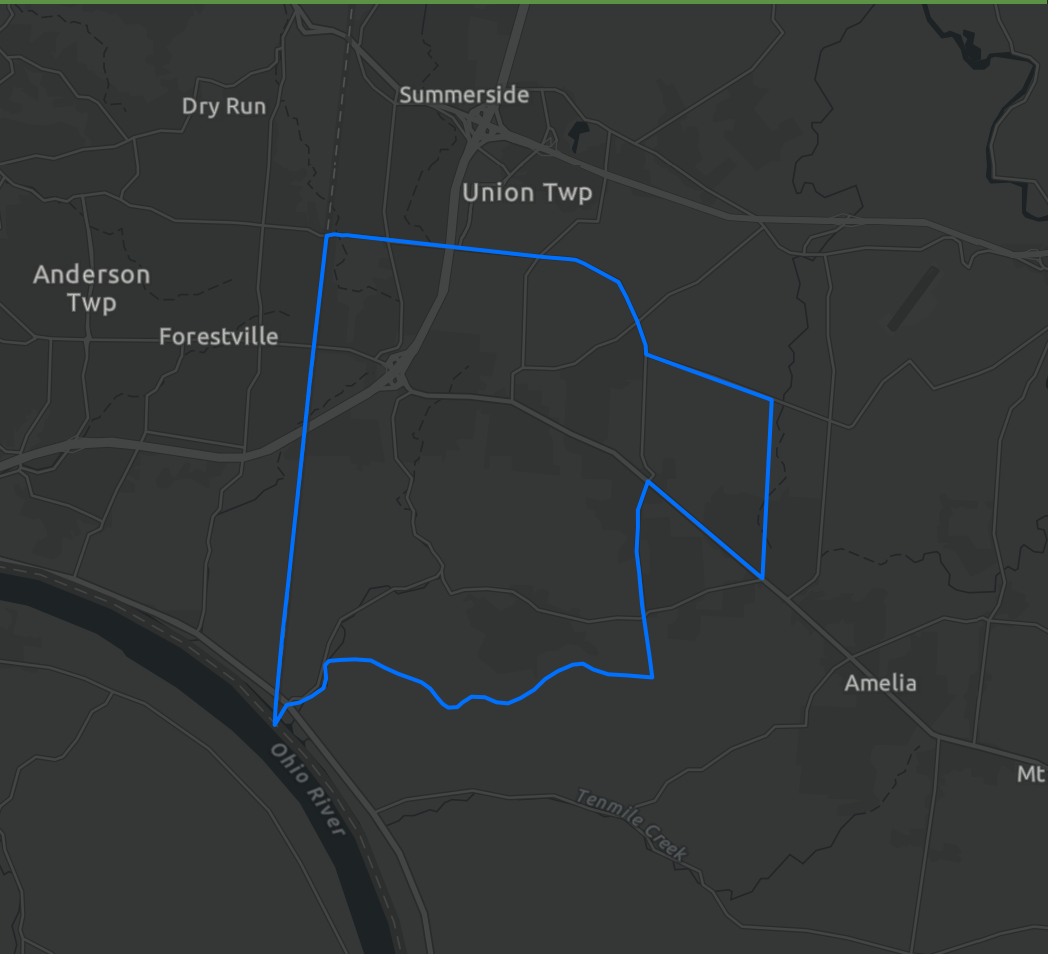 Summerside
Dry Run
Union Twp
Anderson
Twp
Forestville
Amelia
Ohio River
Mt
Tenmile Creek